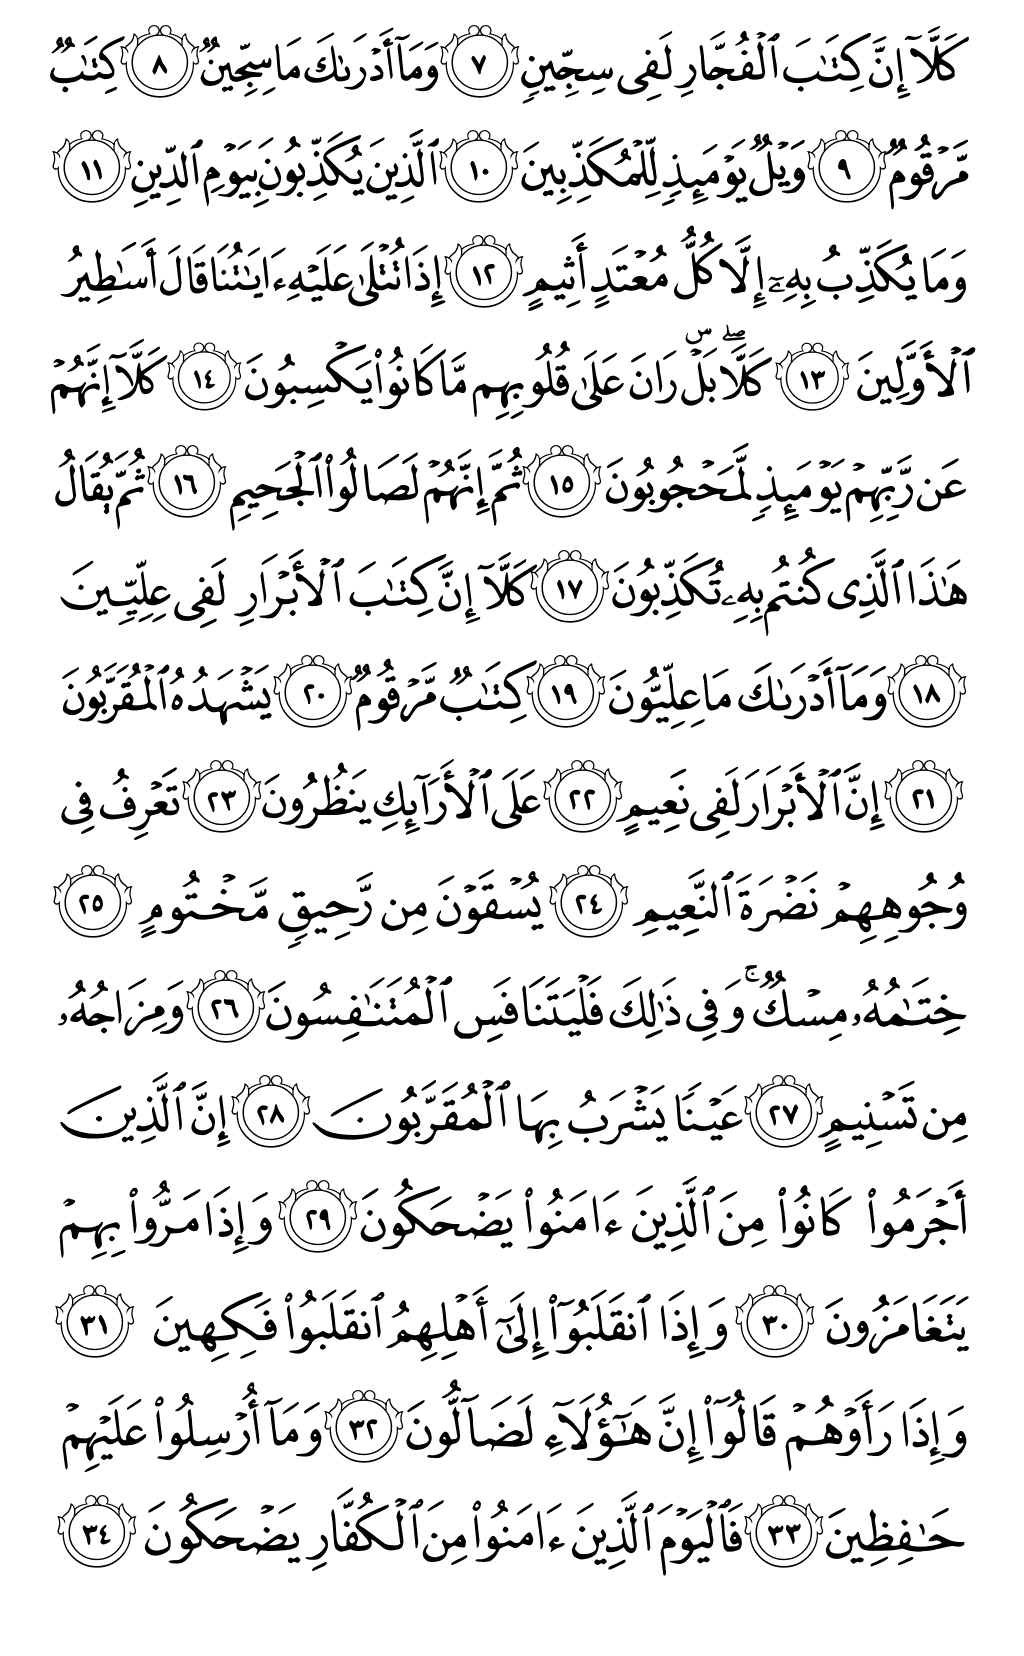 كَلَّآ إِنَّ كِتَٰبَ ٱلۡفُجَّارِ لَفِى سِجِّينٖ ٧ وَمَآ أَدۡرَىٰكَ مَا سِجِّينٞ ٨ كِتَٰبٞ
مَّرۡقُومٞ ٩ وَيۡلٞ يَوۡمَئِذٖ لِّلۡمُكَذِّبِينَ ١٠ ٱلَّذِينَ يُكَذِّبُونَ بِيَوۡمِ ٱلدِّينِ ١١
وَمَا يُكَذِّبُ بِهِۦٓ إِلَّا كُلُّ مُعۡتَدٍ أَثِيمٍ ١٢ إِذَا تُتۡلَىٰ عَلَيۡهِ ءَايَٰتُنَا قَالَ أَسَٰطِيرُ
ٱلۡأَوَّلِينَ ١٣ كَلَّاۖ بَلۡۜ رَانَ عَلَىٰ قُلُوبِهِم مَّا كَانُواْ يَكۡسِبُونَ ١٤ كَلَّآ إِنَّهُمۡ
عَن رَّبِّهِمۡ يَوۡمَئِذٖ لَّمَحۡجُوبُونَ ١٥ ثُمَّ إِنَّهُمۡ لَصَالُواْ ٱلۡجَحِيمِ ١٦ ثُمَّ يُقَالُ
هَٰذَا ٱلَّذِى كُنتُم بِهِۦ تُكَذِّبُونَ ١٧ كَلَّآ إِنَّ كِتَٰبَ ٱلۡأَبۡرَارِ لَفِى عِلِّيِّينَ
١٨ وَمَآ أَدۡرَىٰكَ مَا عِلِّيُّونَ ١٩ كِتَٰبٞ مَّرۡقُومٞ ٢٠ يَشۡهَدُهُ ٱلۡمُقَرَّبُونَ
٢١ إِنَّ ٱلۡأَبۡرَارَ لَفِى نَعِيمٍ ٢٢ عَلَى ٱلۡأَرَآئِكِ يَنظُرُونَ ٢٣ تَعۡرِفُ فِى
وُجُوهِهِمۡ نَضۡرَةَ ٱلنَّعِيمِ ٢٤ يُسۡقَوۡنَ مِن رَّحِيقٖ مَّخۡتُومٍ ٢٥
خِتَٰمُهُۥ مِسۡكٞۚ وَفِى ذَٰلِكَ فَلۡيَتَنَافَسِ ٱلۡمُتَنَٰفِسُونَ ٢٦ وَمِزَاجُهُۥ
مِن تَسۡنِيمٍ ٢٧ عَيۡنٗا يَشۡرَبُ بِهَا ٱلۡمُقَرَّبُونَ ٢٨ إِنَّ ٱلَّذِينَ
أَجۡرَمُواْ كَانُواْ مِنَ ٱلَّذِينَ ءَامَنُواْ يَضۡحَكُونَ ٢٩ وَإِذَا مَرُّواْ بِهِمۡ
يَتَغَامَزُونَ ٣٠ وَإِذَا ٱنقَلَبُوٓاْ إِلَىٰٓ أَهۡلِهِمُ ٱنقَلَبُواْ فَكِهِينَ ٣١
وَإِذَا رَأَوۡهُمۡ قَالُوٓاْ إِنَّ هَٰٓؤُلَآءِ لَضَآلُّونَ ٣٢ وَمَآ أُرۡسِلُواْ عَلَيۡهِمۡ
حَٰفِظِينَ ٣٣ فَٱلۡيَوۡمَ ٱلَّذِينَ ءَامَنُواْ مِنَ ٱلۡكُفَّارِ يَضۡحَكُونَ ٣٤